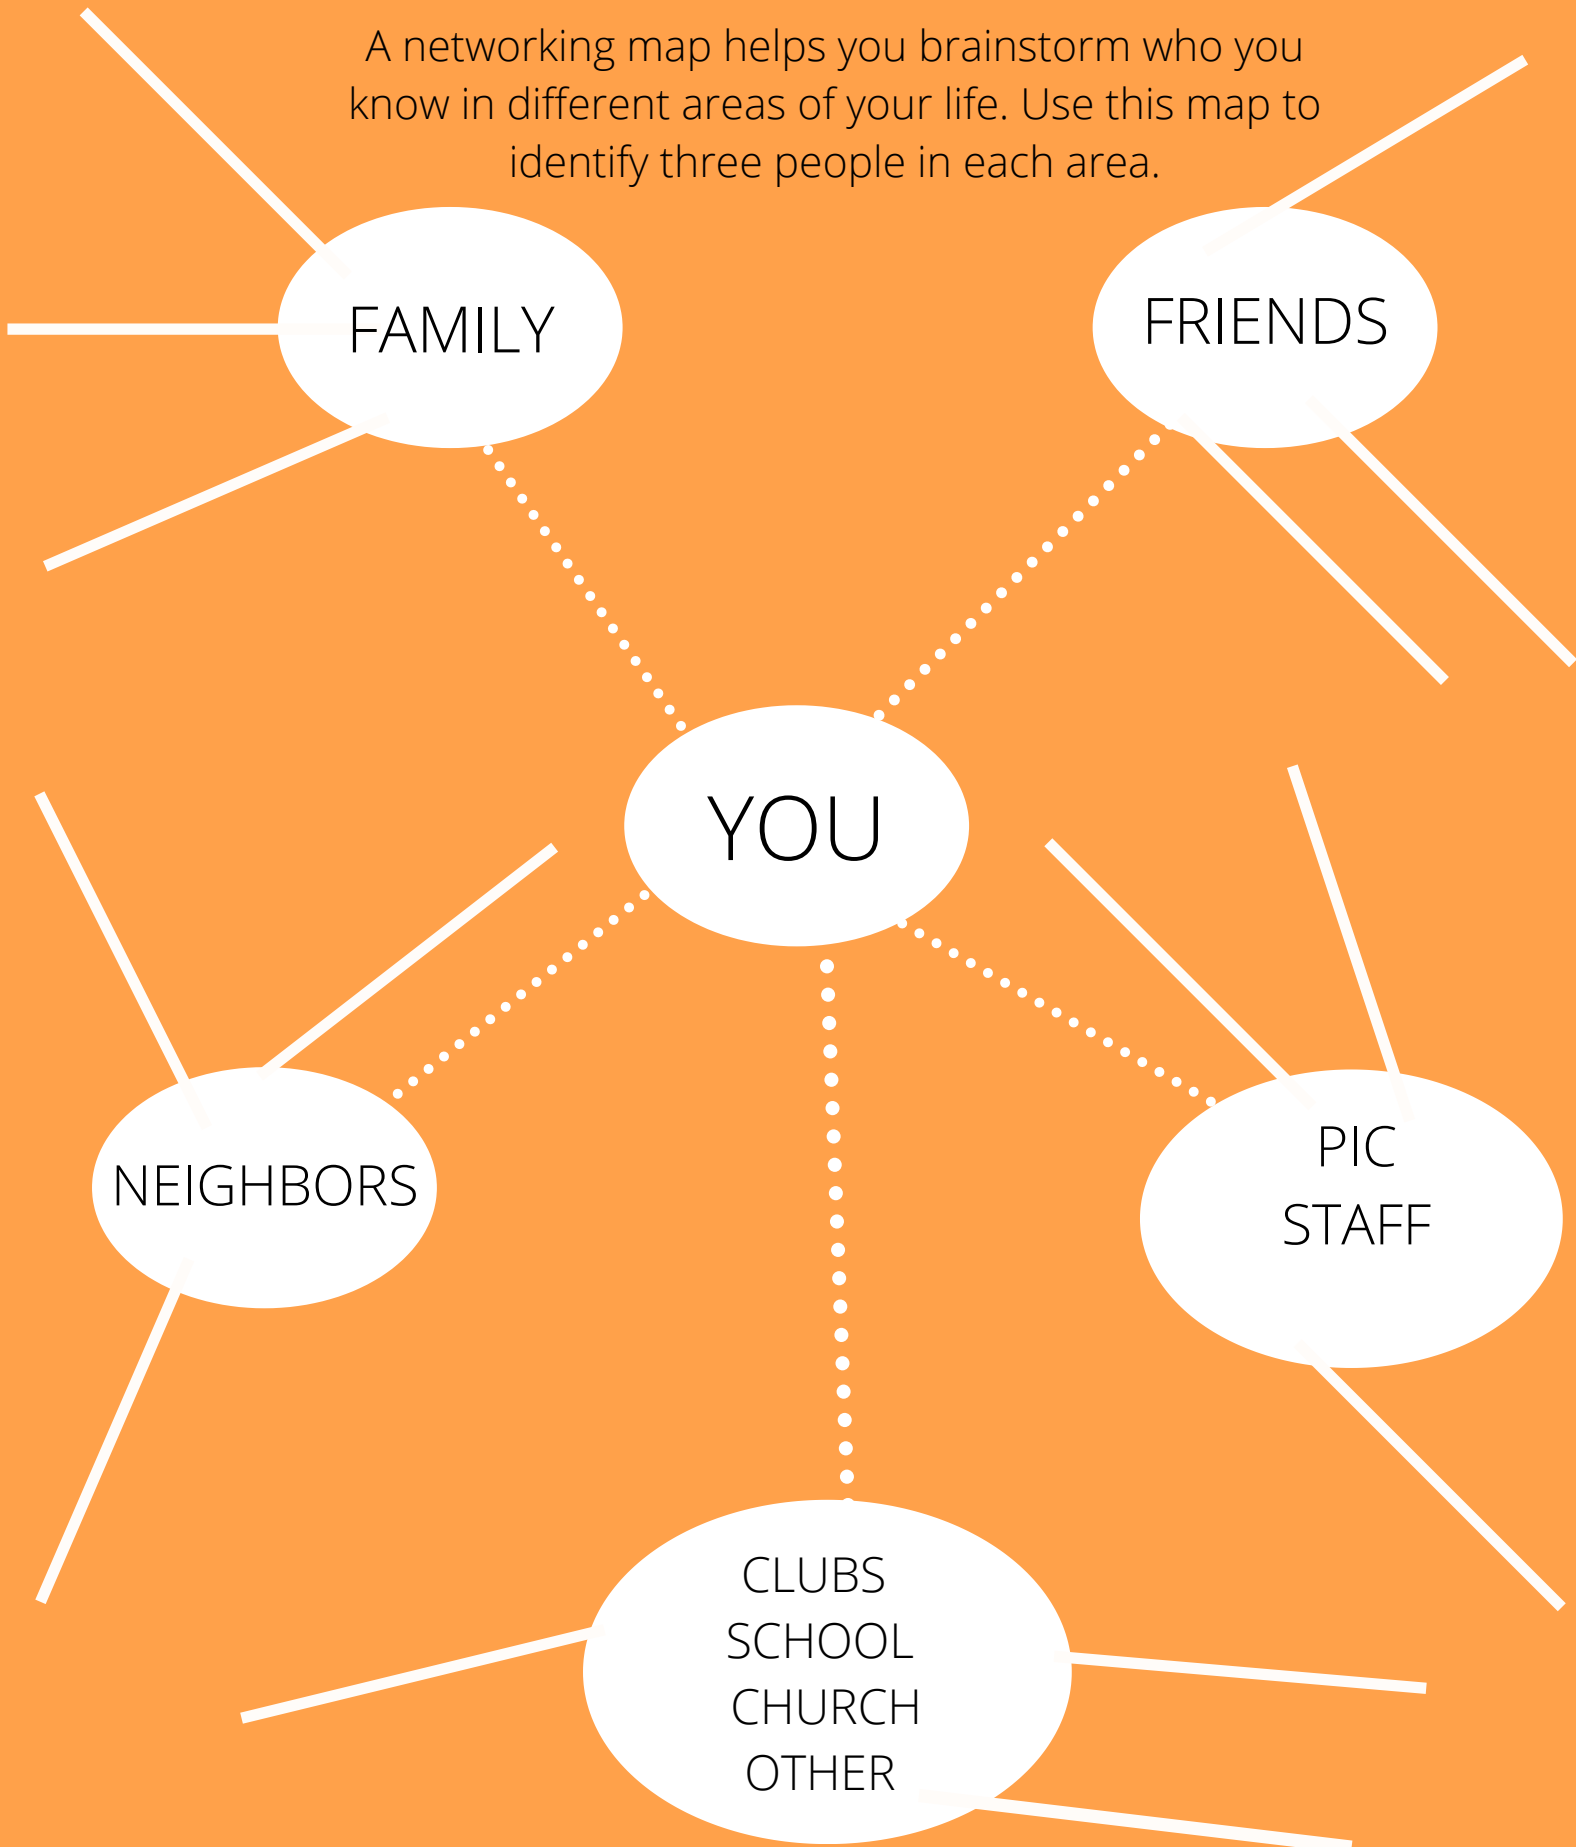 A networking map helps you brainstorm who you
know in different areas of your life. Use this map to
identify three people in each area.
FAMILY
FRIENDS
YOU
NEIGHBORS
PIC
STAFF
CLUBS
SCHOOL
CHURCH
OTHER